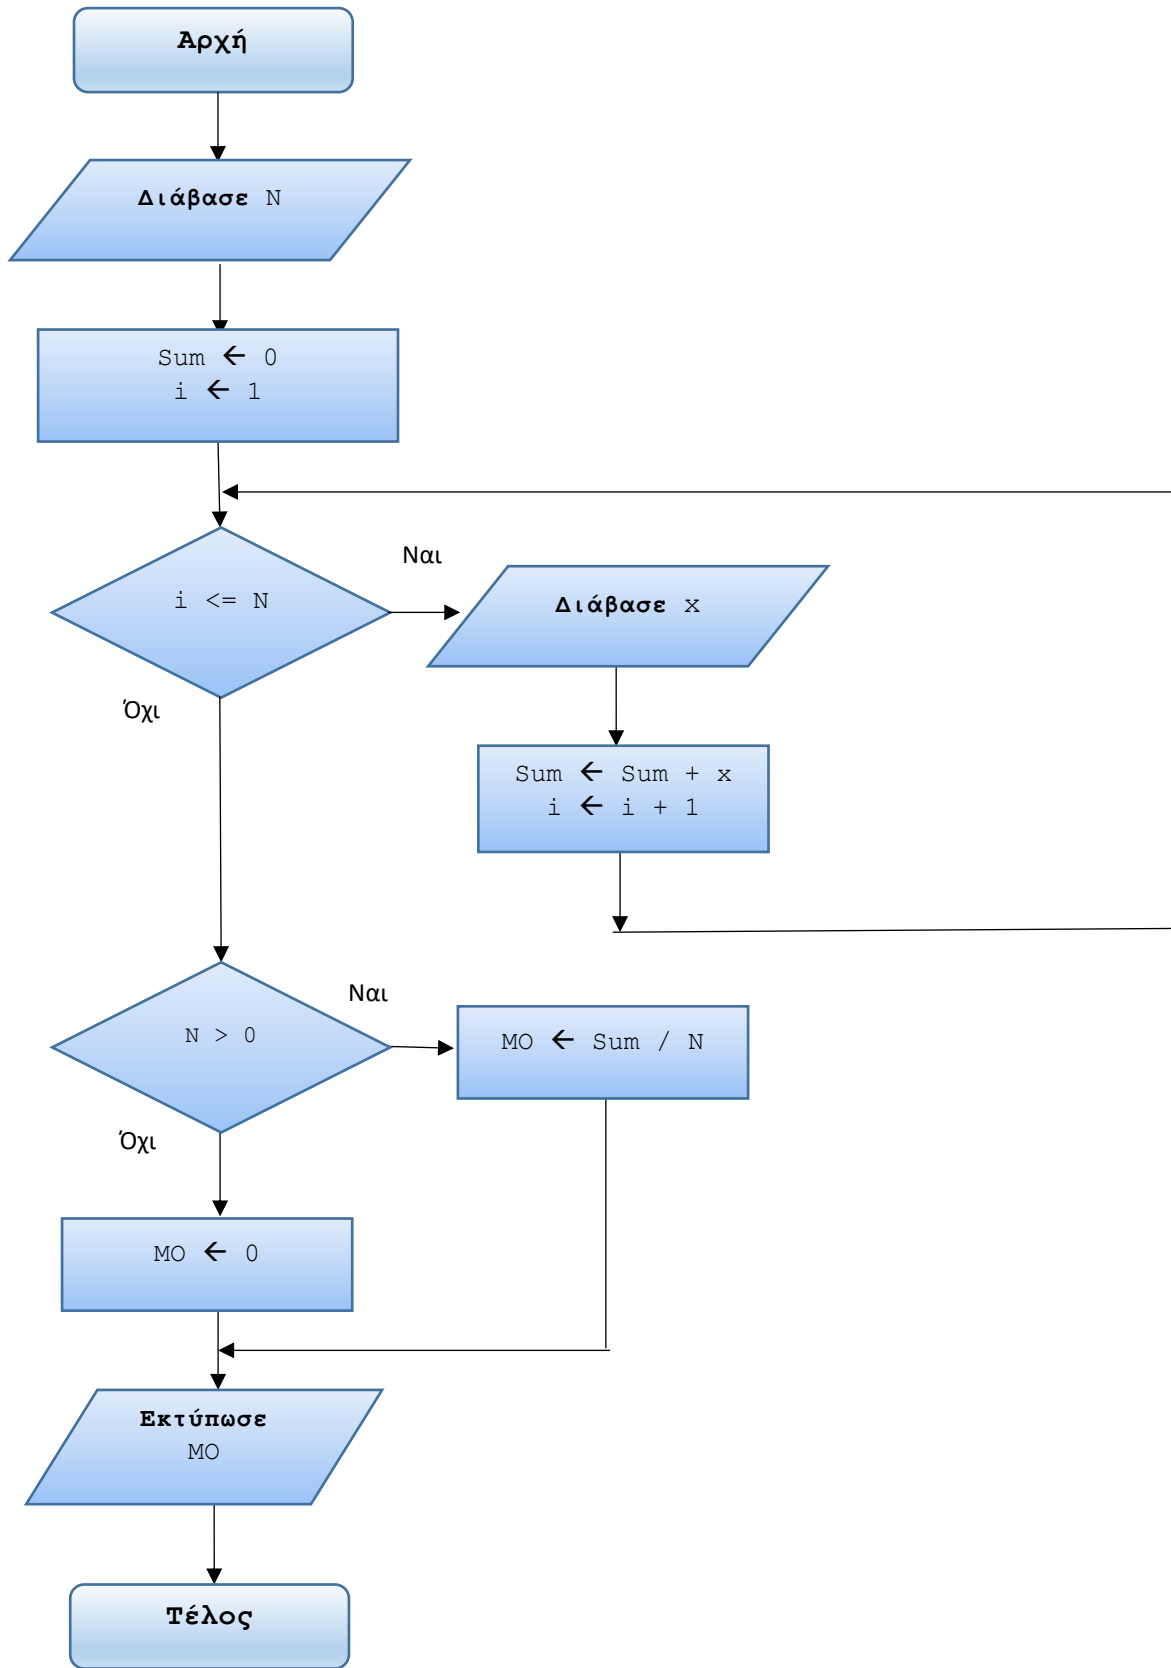 Αρχή
Διάβασε N
Sum ← 0
i ← 1
i <= N
Ναι
Διάβασε x
Όχι
Sum ← Sum + x
i ← i + 1
N > 0
Ναι
MO ← Sum / N
Όχι
MO ← 0
Εκτύπωσε
MO
Τέλος